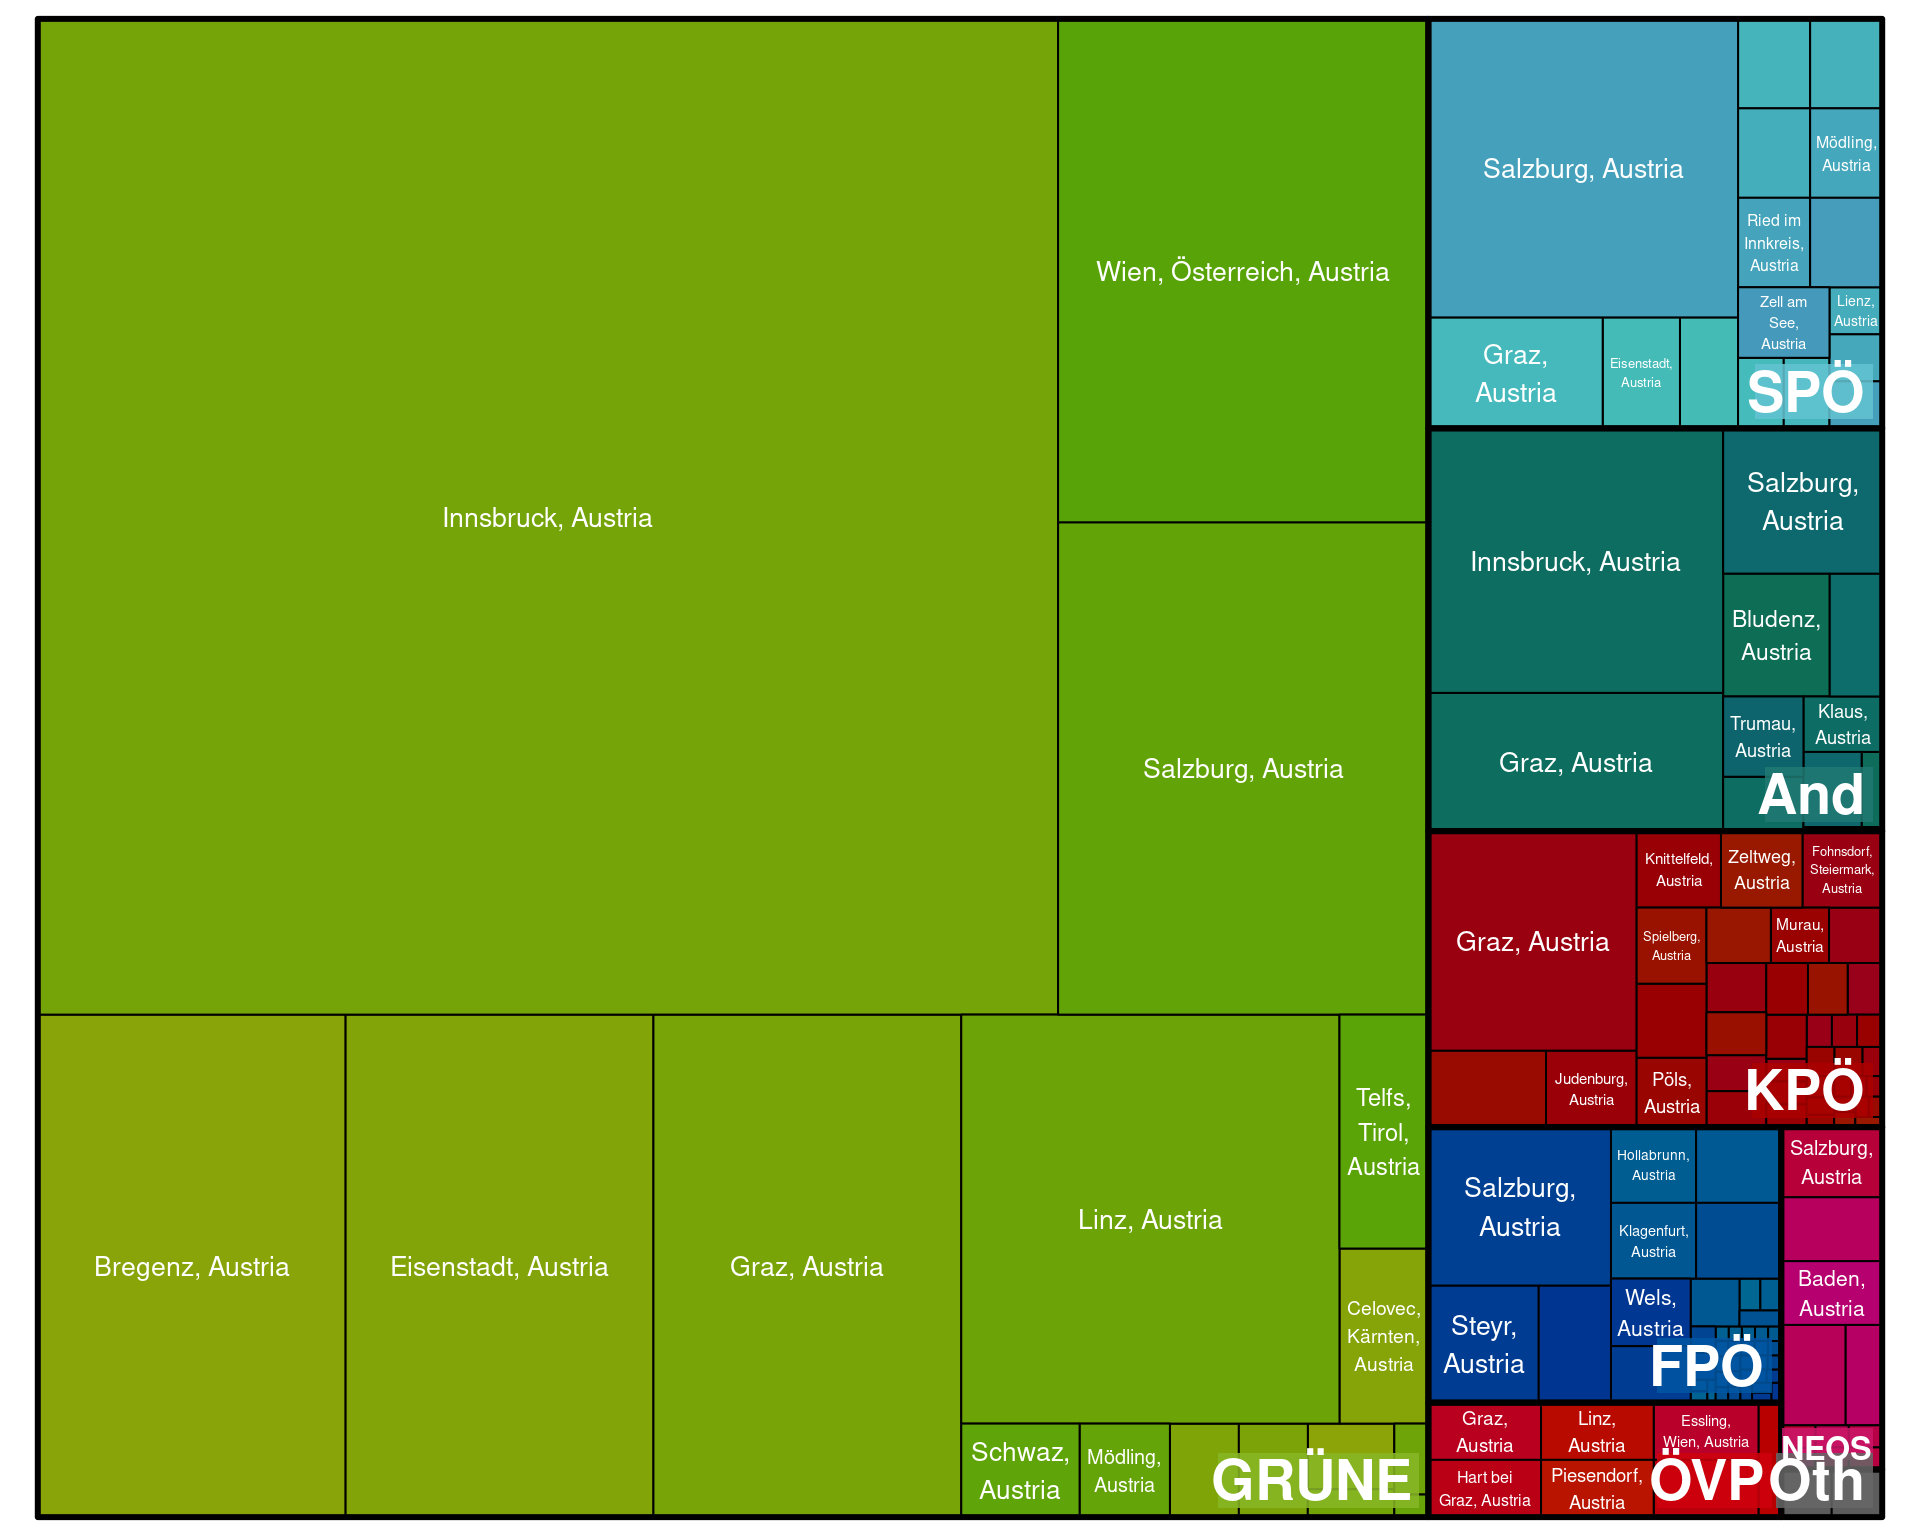 Innsbruck, Austria
Wien, Österreich, Austria
Salzburg, Austria
Bregenz, Austria
Eisenstadt, Austria
Graz, Austria
Linz, Austria
Telfs,
Tirol,
Austria
Celovec,
Kärnten,
Austria
Schwaz,
Austria
Mödling,
Austria
GRÜNE
Salzburg, Austria
Mödling,
Austria
Ried im
Innkreis,
Austria
Zell am
See,
Austria
Lienz,
Austria
Graz,
Austria
Eisenstadt,
Austria
SPÖ
Innsbruck, Austria
Salzburg,
Austria
Bludenz,
Austria
Graz, Austria
Trumau,
Austria
Klaus,
Austria
And
Graz, Austria
Knittelfeld,
Austria
Zeltweg,
Austria
Fohnsdorf,
Steiermark,
Austria
Spielberg,
Austria
Murau,
Austria
Judenburg,
Austria
Pöls,
Austria
KPÖ
Salzburg,
Austria
Hollabrunn,
Austria
Klagenfurt,
Austria
Steyr,
Austria
Wels,
Austria
FPÖ
Salzburg,
Austria
Baden,
Austria
NEOS
Graz,
Austria
Linz,
Austria
Essling,
Wien, Austria
Hart bei
Graz, Austria
Piesendorf,
Austria
ÖVP
Oth